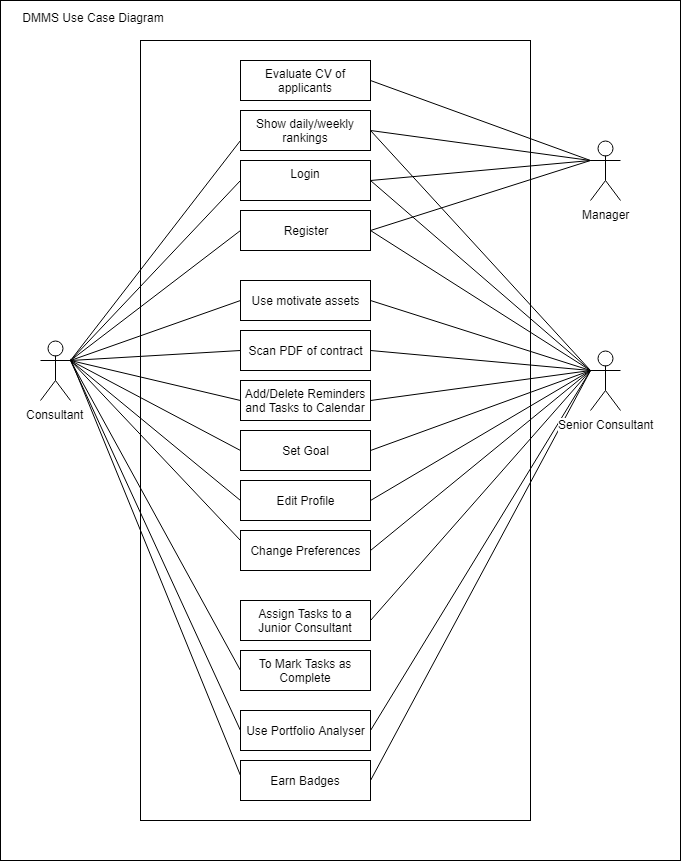 DMMS Use Case Diagram
Evaluate CV of
applicants
Show daily/weekly
rankings
Login
Manager
Register
Use motivate assets
Scan PDF of contract
Add/Delete Reminders
and Tasks to Calendar
Consultant
Senior Consultant
Set Goal
Edit Profile
Change Preferences
Assign Tasks to a
Junior Consultant
To Mark Tasks as
Complete
Use Portfolio Analyser
Earn Badges